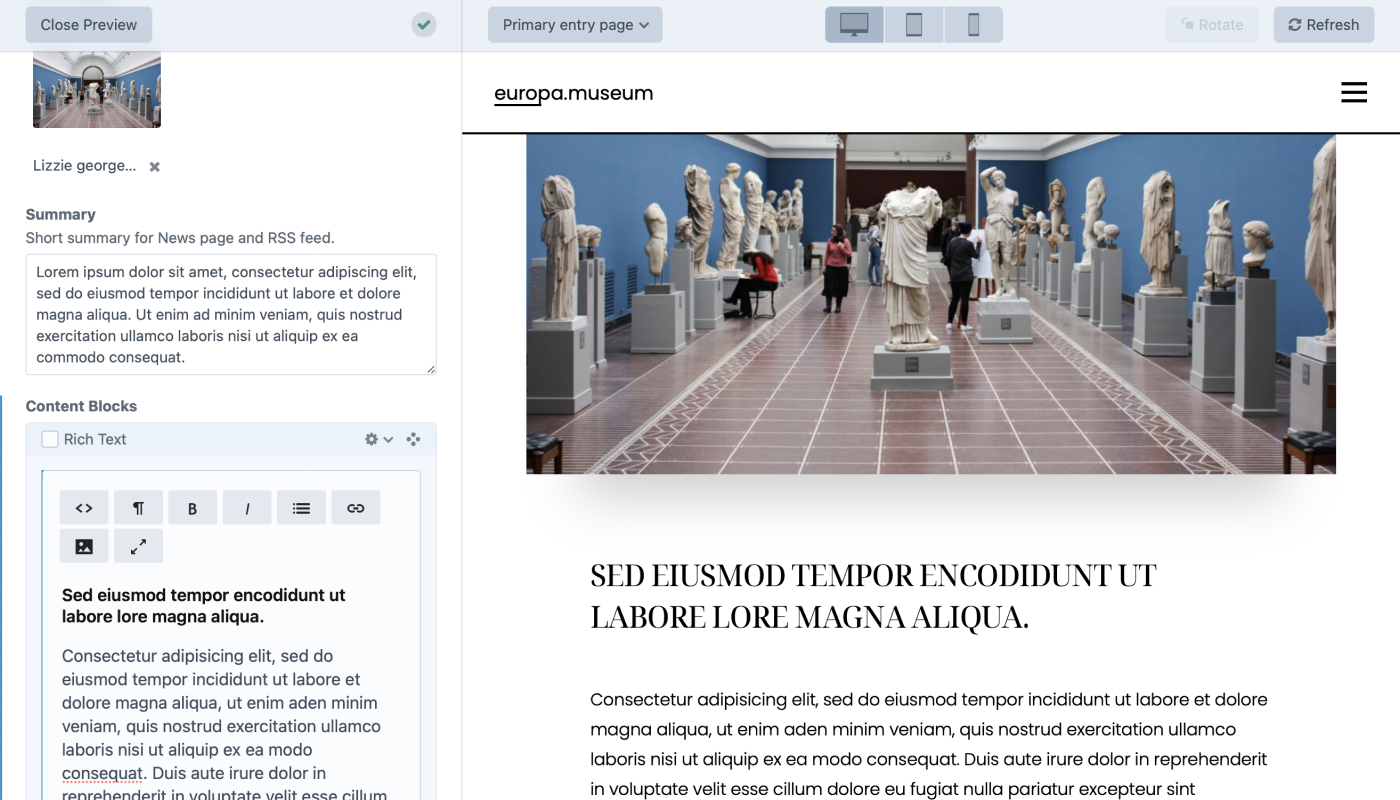 Close Preview
Primary entry page
Rotate
Refresh
Lizzie george...
Summary
Short summary for News page and RSS feed.
Lorem ipsum dolor sit amet, consectetur adipiscing elit,
sed do eiusmod tempor incididunt ut labore et dolore
magna aliqua. Ut enim ad minim veniam, quis nostrud
exercitation ullamco laboris nisi ut aliquip ex ea
commodo consequat.
Content Blocks
Rich Text
B
I
Sed eiusmod tempor encodidunt ut
labore lore magna aliqua.
Consectetur adipisicing elit, sed do
eiusmod tempor incididunt ut labore et
dolore magna aliqua, ut enim aden minim
veniam, quis nostrud exercitation ullamco
laboris nisi ut aliquip ex ea modo
consequat. Duis aute irure dolor in
reprehenderit in voluptate velit esse cillum
europa.museum
SED EIUSMOD TEMPOR ENCODIDUNT UT
LABORE LORE MAGNA ALIQUA.
Consectetur adipisicing elit, sed do eiusmod tempor incididunt ut labore et dolore
magna aliqua, ut enim aden minim veniam, quis nostrud exercitation ullamco
laboris nisi ut aliquip ex ea modo consequat. Duis aute irure dolor in reprehenderit
in voluptate velit esse cillum dolore eu fugiat nulla pariatur excepteur sint